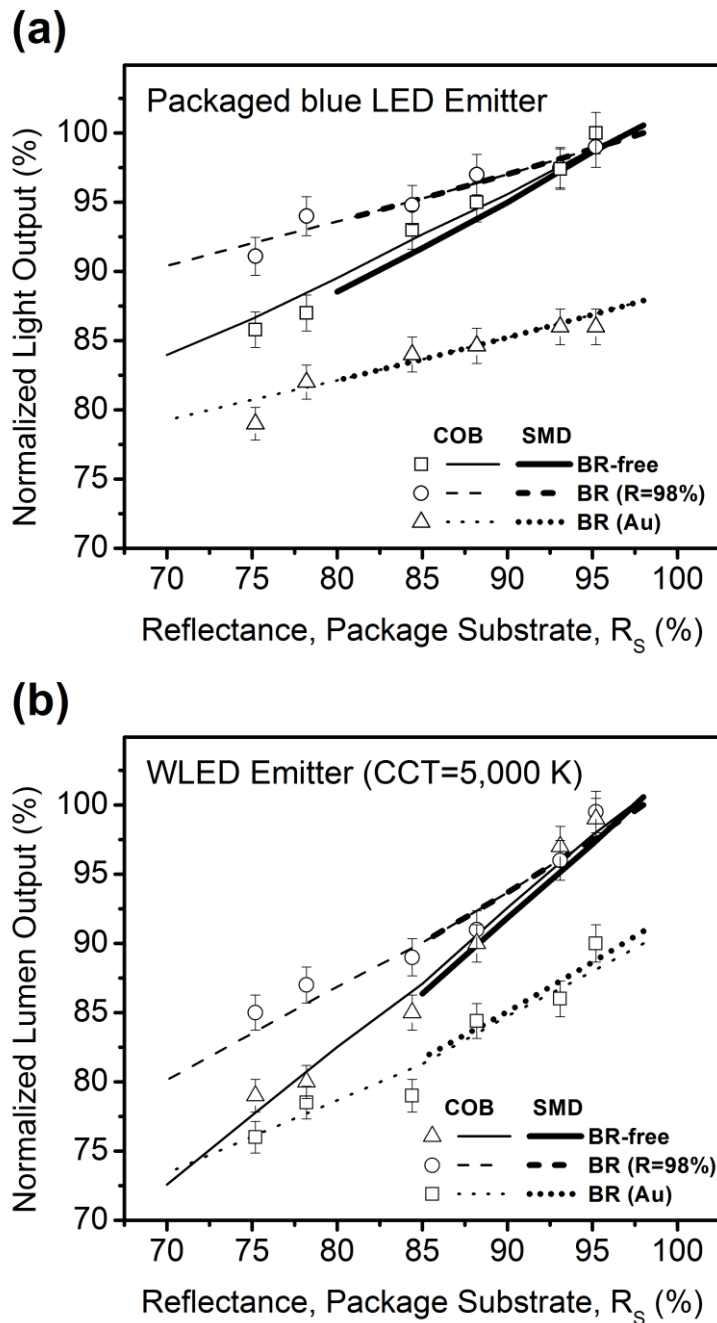 (a)
Packaged blue LED Emitter
Normalized Light Output (%)
100
95
90
85
80
75
70
COB SMD
BR-free
BR (R=98%)
BR (Au)
70 75 80 85 90 95 100
Reflectance, Package Substrate, R_S (%)
(b)
WLED Emitter (CCT=5,000 K)
Normalized Lumen Output (%)
100
95
90
85
80
75
70
COB SMD
BR-free
BR (R=98%)
BR (Au)
70 75 80 85 90 95 100
Reflectance, Package Substrate, R_S (%)